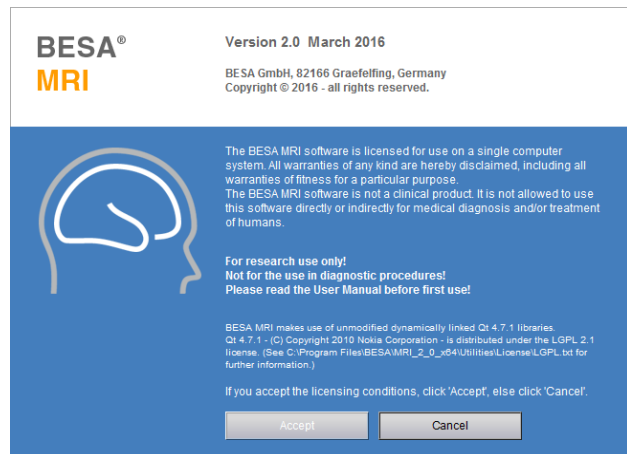 BESA®
MRI
Version 2.0 March 2016
BESA GmbH, 82166 Graefelfing, Germany
Copyright © 2016 - all rights reserved.
The BESA MRI software is licensed for use on a single computer
system. All warranties of any kind are hereby disclaimed, including all
warranties of fitness for a particular purpose.
The BESA MRI software is not a clinical product. It is not allowed to use
this software directly or indirectly for medical diagnosis and/or treatment
of humans.
For research use only!
Not for the use in diagnostic procedures!
Please read the User Manual before first use!
BESA MRI makes use of unmodified dynamically linked Qt 4.7.1 libraries.
Qt 4.7.1 - (C) Copyright 2010 Nokia Corporation - is distributed under the LGPL 2.1
license. (See C:\Program Files\BESA\MRI_2_0_x64\Utilities\License\LGPL.txt for
further information.)
If you accept the licensing conditions, click 'Accept', else click 'Cancel'.
Accept
Cancel